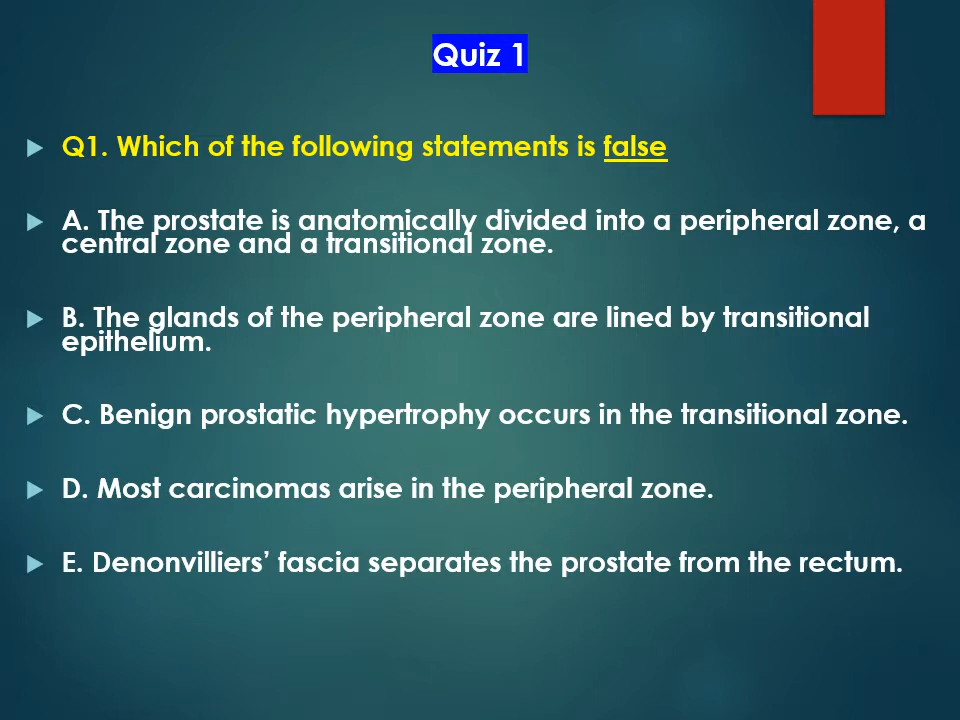 Quiz 1
Q1. Which of the following statements is false
A. The prostate is anatomically divided into a peripheral zone, a
central zone and a transitional zone.
B. The glands of the peripheral zone are lined by transitional
epithelium.
C. Benign prostatic hypertrophy occurs in the transitional zone.
D. Most carcinomas arise in the peripheral zone.
E. Denonvilliers’ fascia separates the prostate from the rectum.